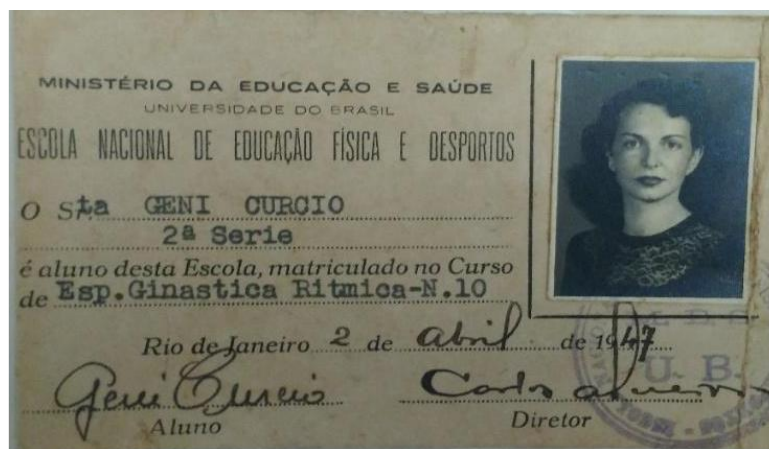 MINISTÉRIO DA EDUCAÇÃO E SAÚDE
UNIVERSIDADE DO BRASIL
ESCOLA NACIONAL DE EDUCAÇÃO FÍSICA E DESPORTOS
O Sta GENI CURCIO
2ª Serie
é aluno desta Escola, matriculado no Curso
de Esp.Ginastica Ritmica-N.10
Rio de Janeiro 2 de abril de 1947
Geni Curcio
Carlos
Aluno
Diretor
U. B.